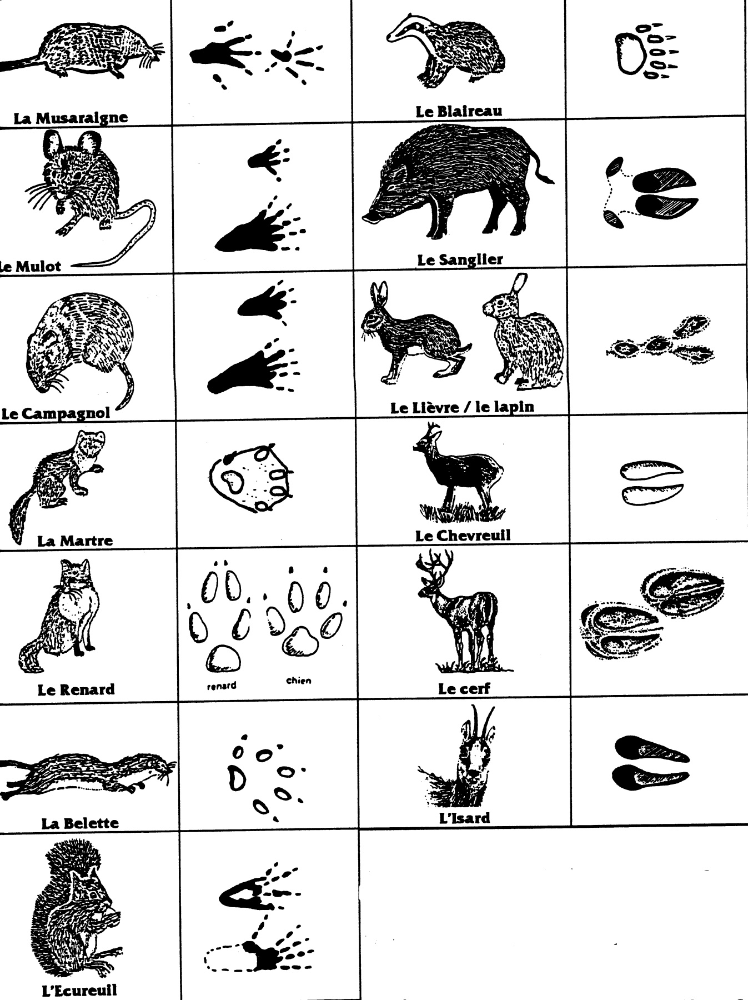 La Musaraigne
Le Blaireau
Le Mulot
Le Sanglier
Le Campagnol
Le Lièvre / le lapin
La Martre
Le Chevreuil
renard
chien
Le Renard
Le cerf
La Belette
L'Isard
L'Ecureuil